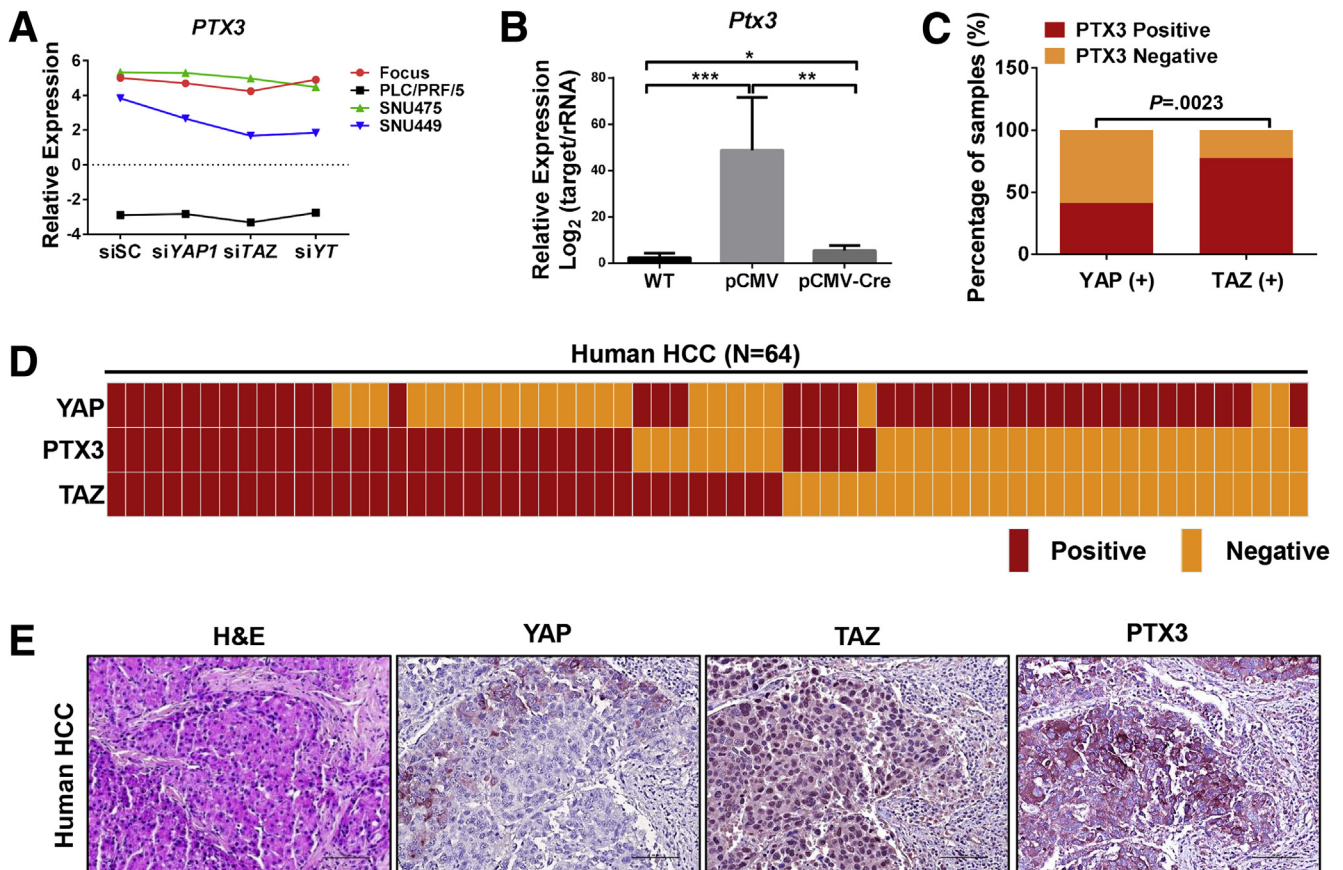 A
PTX3
Relative Expression
6
4
2
0
-2
-4
siSC siYAP1 siTAZ siYT
Focus
PLC/PRF/5
SNU475
SNU449
B
Ptx3
Relative Expression
Log2 (target/rRNA)
80
60
40
20
0
*
*** **
WT pCMV pCMV-Cre
C
PTX3 Positive
PTX3 Negative
Percentage of samples (%)
150
100
50
0
P=.0023
YAP (+) TAZ (+)
D
Human HCC (N=64)
YAP
PTX3
TAZ
Positive Negative
E
H&E YAP TAZ PTX3
Human HCC